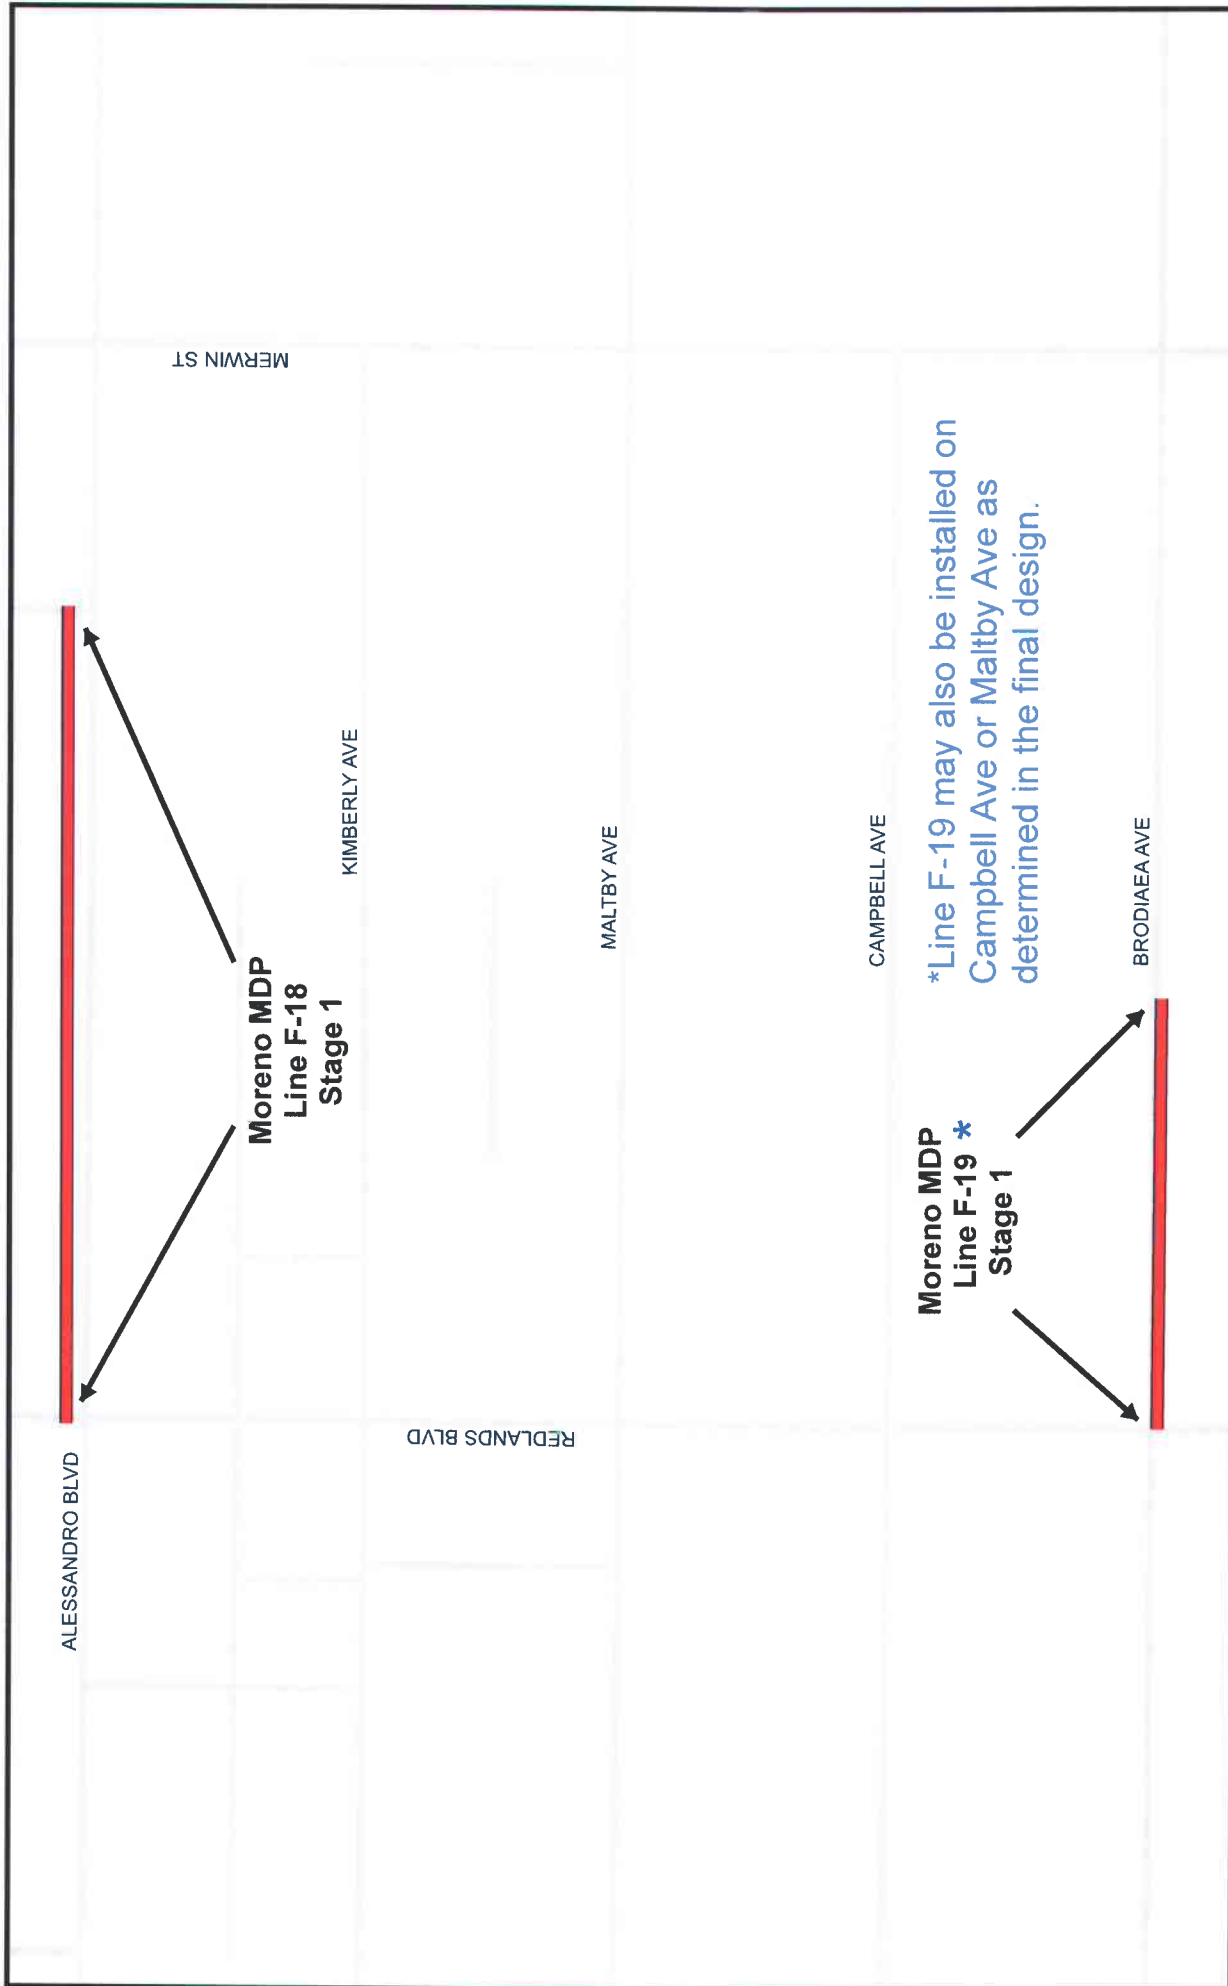 ALESSANDRO BLVD
MERWIN ST
Moreno MDP
Line F-18
Stage 1
KIMBERLY AVE
REDLANDS BLVD
MALTBY AVE
CAMPBELL AVE
Moreno MDP
Line F-19 *
Stage 1
*Line F-19 may also be installed on
Campbell Ave or Maltby Ave as
determined in the final design.
BRODIAEA AVE